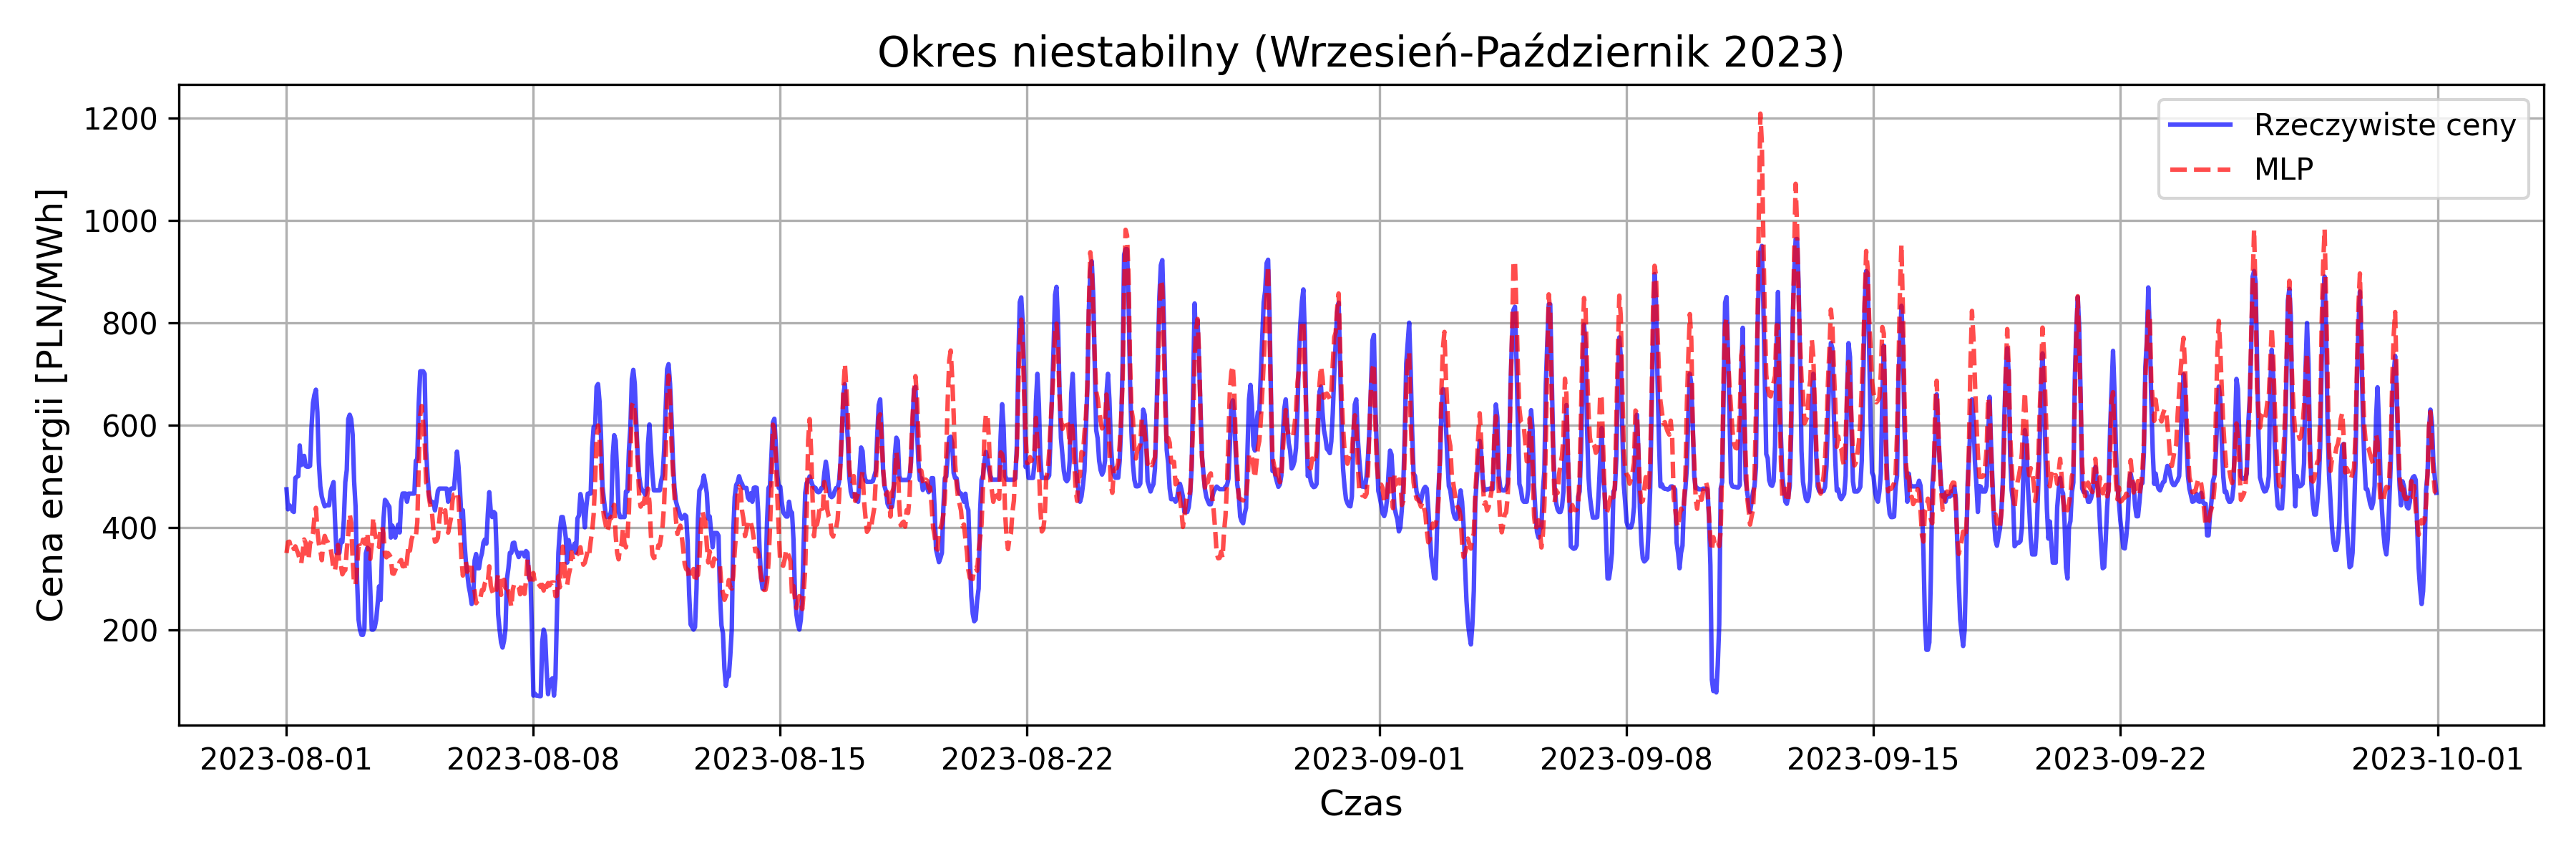 Okres niestabilny (Wrzesień-Październik 2023)
Rzeczywiste ceny
MLP
Cena energii [PLN/MWh]
1200
1000
800
600
400
200
2023-08-01 2023-08-08 2023-08-15 2023-08-22 2023-09-01 2023-09-08 2023-09-15 2023-09-22 2023-10-01
Czas